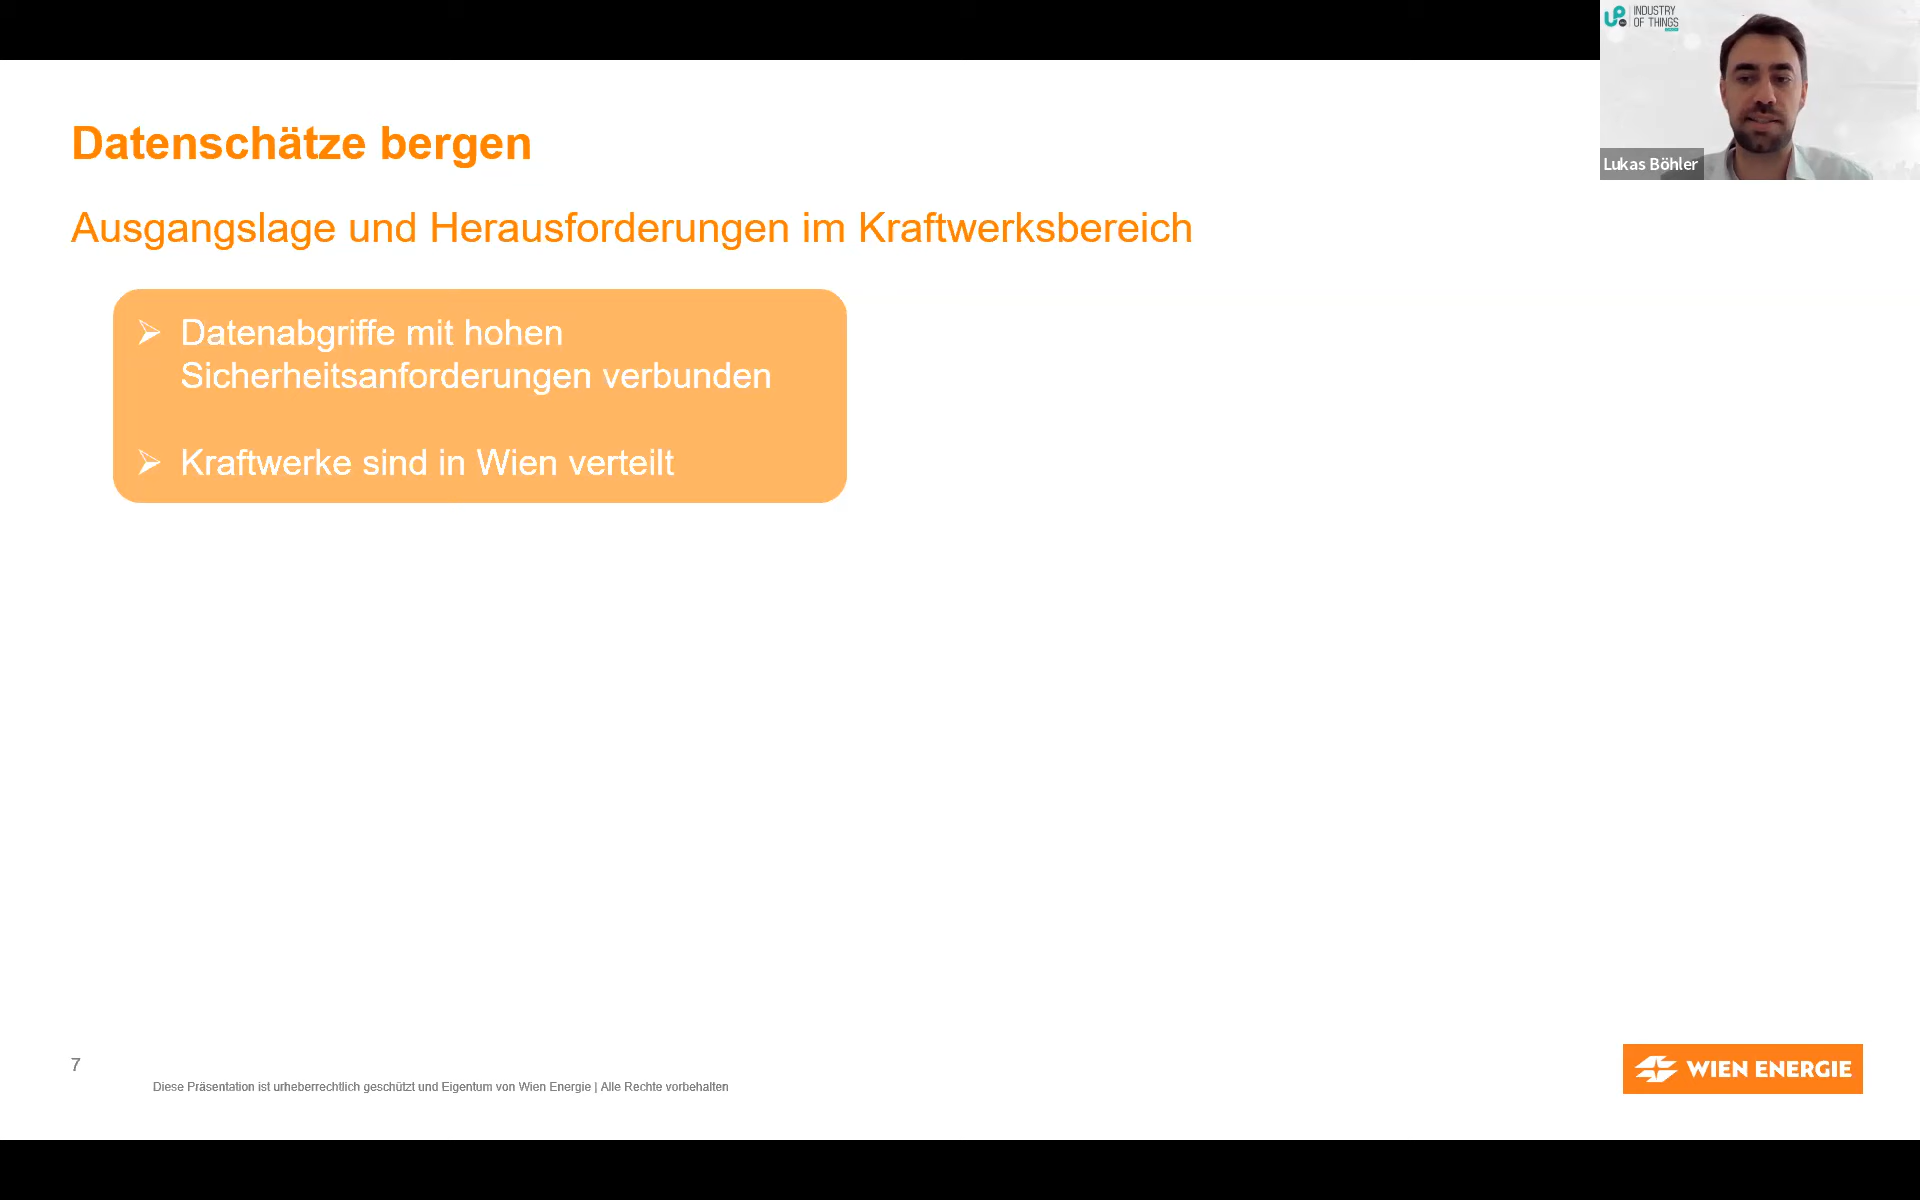 INDUSTRY
OF THINGS
Lukas Böhler
Datenschätze bergen
Ausgangslage und Herausforderungen im Kraftwerksbereich
➢ Datenabgriffe mit hohen
Sicherheitsanforderungen verbunden
➢ Kraftwerke sind in Wien verteilt
7
Diese Präsentation ist urheberrechtlich geschützt und Eigentum von Wien Energie | Alle Rechte vorbehalten
WIEN ENERGIE